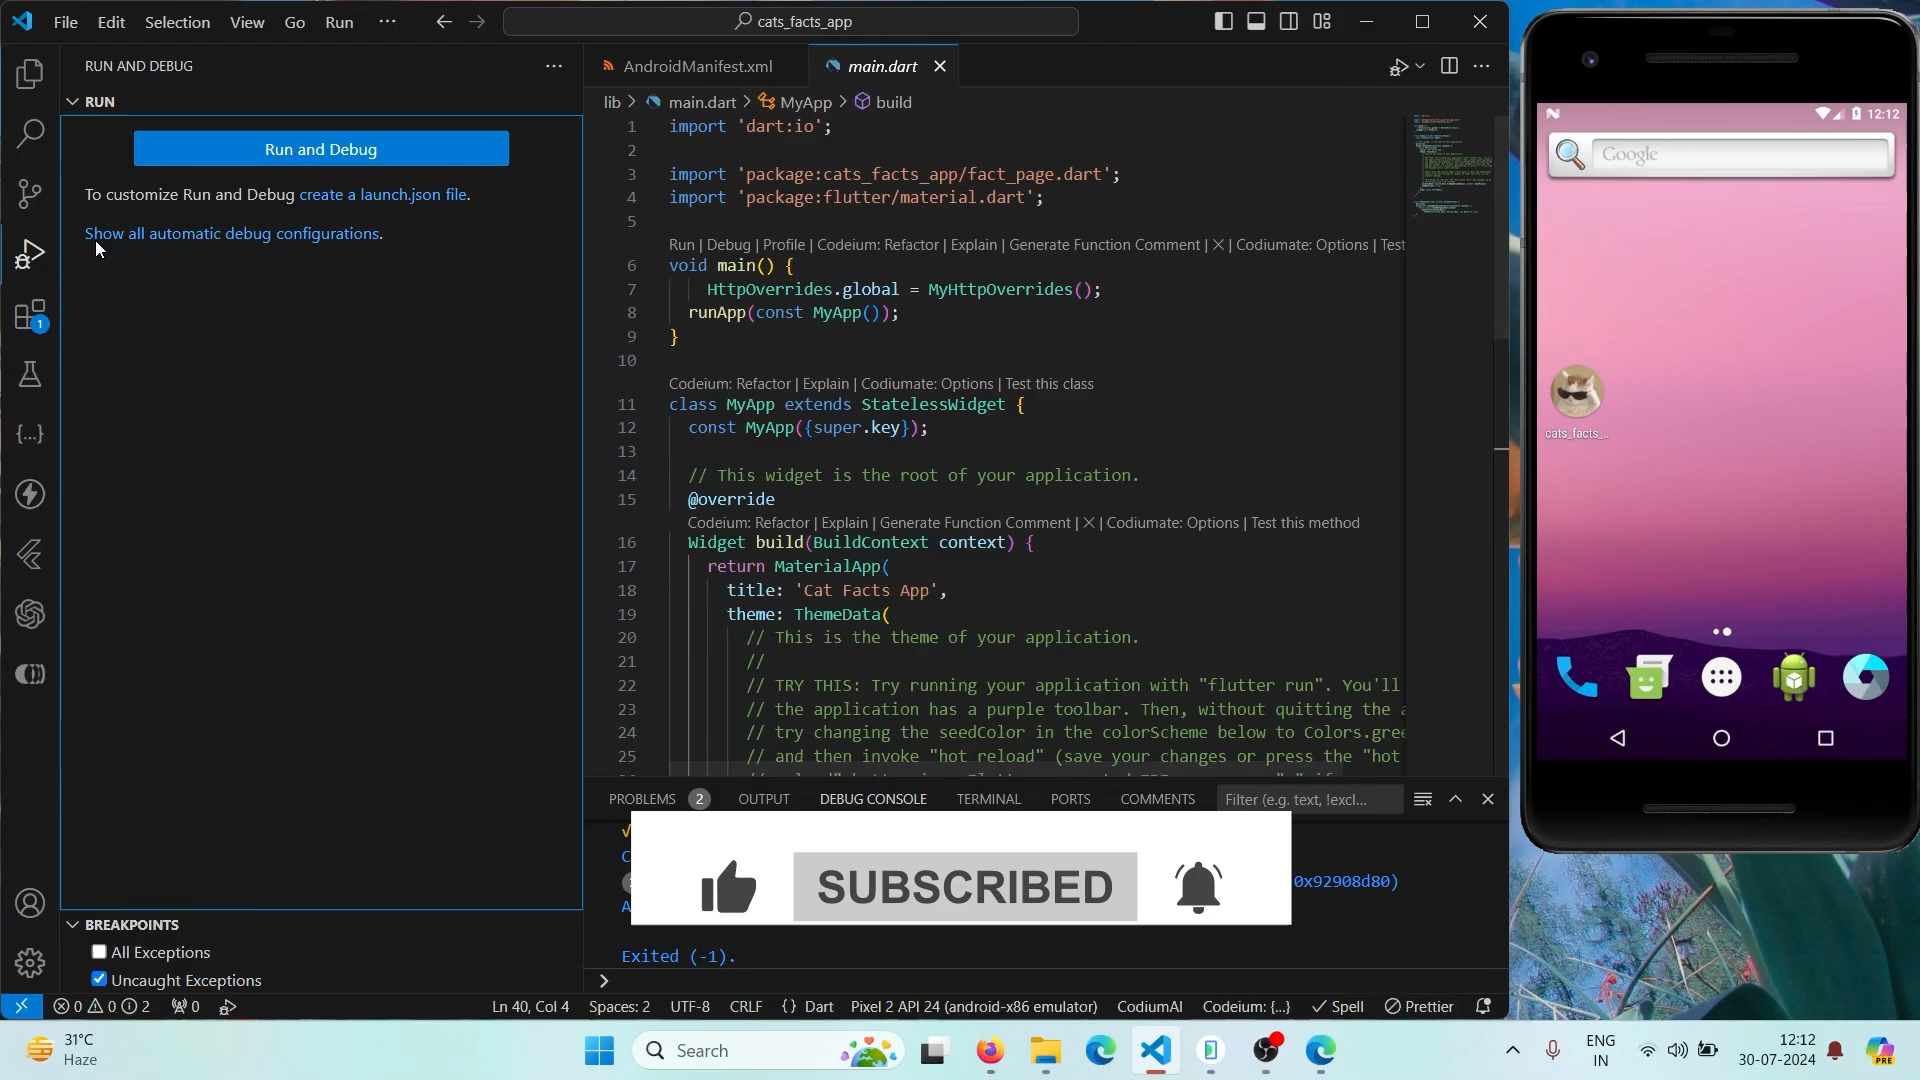 File Edit Selection View Go Run ··· cats_facts_app
RUN AND DEBUG
RUN
Run and Debug
To customize Run and Debug create a launch.json file.
Show all automatic debug configurations.
BREAKPOINTS
All Exceptions
Uncaught Exceptions
AndroidManifest.xml main.dart
lib > main.dart > MyApp > build
1 import 'dart:io';
2
3 import 'package:cats_facts_app/fact_page.dart';
4 import 'package:flutter/material.dart';
5
Run | Debug | Profile | Codeium: Refactor | Explain | Generate Function Comment | X | Codiumate: Options | Test
6 void main() {
7 HttpOverrides.global = MyHttpOverrides();
8 runApp(const MyApp());
9 }
10
Codeium: Refactor | Explain | Codiumate: Options | Test this class
11 class MyApp extends StatelessWidget {
12 const MyApp({super.key});
13
14 // This widget is the root of your application.
15 @override
Codeium: Refactor | Explain | Generate Function Comment | X | Codiumate: Options | Test this method
16 Widget build(BuildContext context) {
17 return MaterialApp(
18 title: 'Cat Facts App',
19 theme: ThemeData(
20 // This is the theme of your application.
21 //
22 // TRY THIS: Try running your application with "flutter run". You'll
23 // the application has a purple toolbar. Then, without quitting the a
24 // try changing the seedColor in the colorScheme below to Colors.gree
25 // and then invoke "hot reload" (save your changes or press the "hot
PROBLEMS 2 OUTPUT DEBUG CONSOLE TERMINAL PORTS COMMENTS Filter (e.g. text, !excl...
√
C
0x92908d80)
A
SUBSCRIBED
Exited (-1).
>
0 0 2 0 Ln 40, Col 4 Spaces: 2 UTF-8 CRLF {} Dart Pixel 2 API 24 (android-x86 emulator) CodiumAI Codeium: {...} Spell Prettier
12:12
Google
cats_facts_..
31°C
Haze
Search
ENG
IN
12:12
30-07-2024
PRE
1